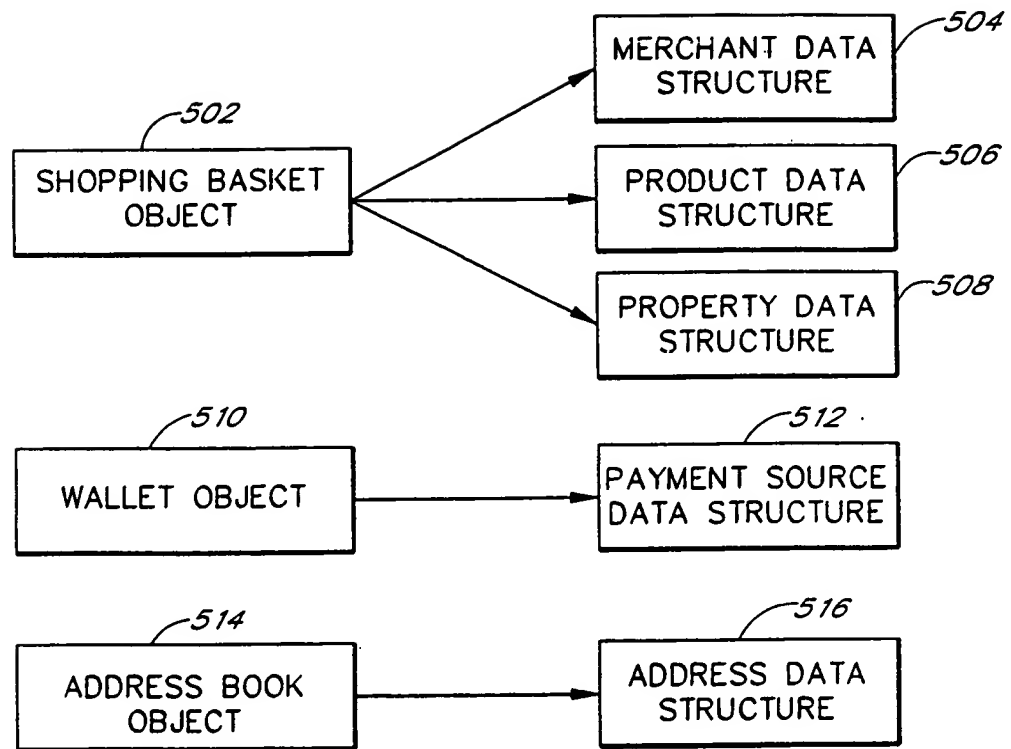 504
MERCHANT DATA
STRUCTURE
502
SHOPPING BASKET
OBJECT
506
PRODUCT DATA
STRUCTURE
508
PROPERTY DATA
STRUCTURE
510
WALLET OBJECT
512
PAYMENT SOURCE
DATA STRUCTURE
514
ADDRESS BOOK
OBJECT
516
ADDRESS DATA
STRUCTURE